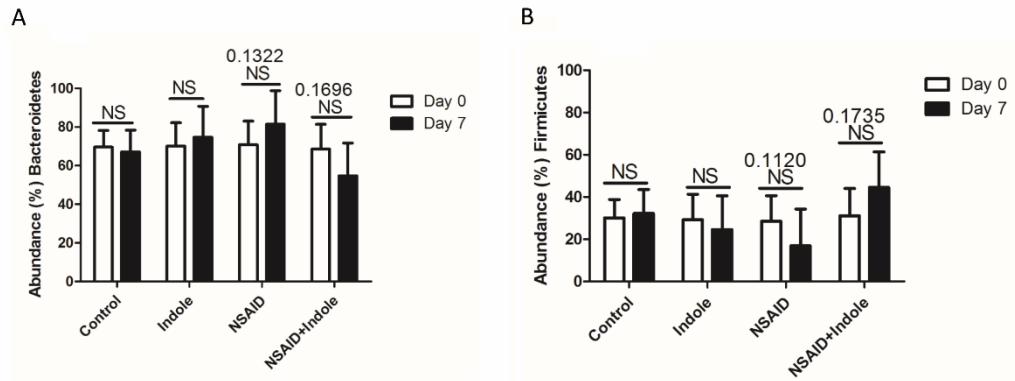 A
Abundance (%) Bacteroidetes
100
80
60
40
20
0
NS
NS
0.1322
NS
0.1696
NS
Day 0
Day 7
Control
Indole
NSAID
NSAID+Indole
B
Abundance (%) Firmicutes
100
80
60
40
20
0
NS
NS
0.1120
NS
0.1735
NS
Day 0
Day 7
Control
Indole
NSAID
NSAID+Indole